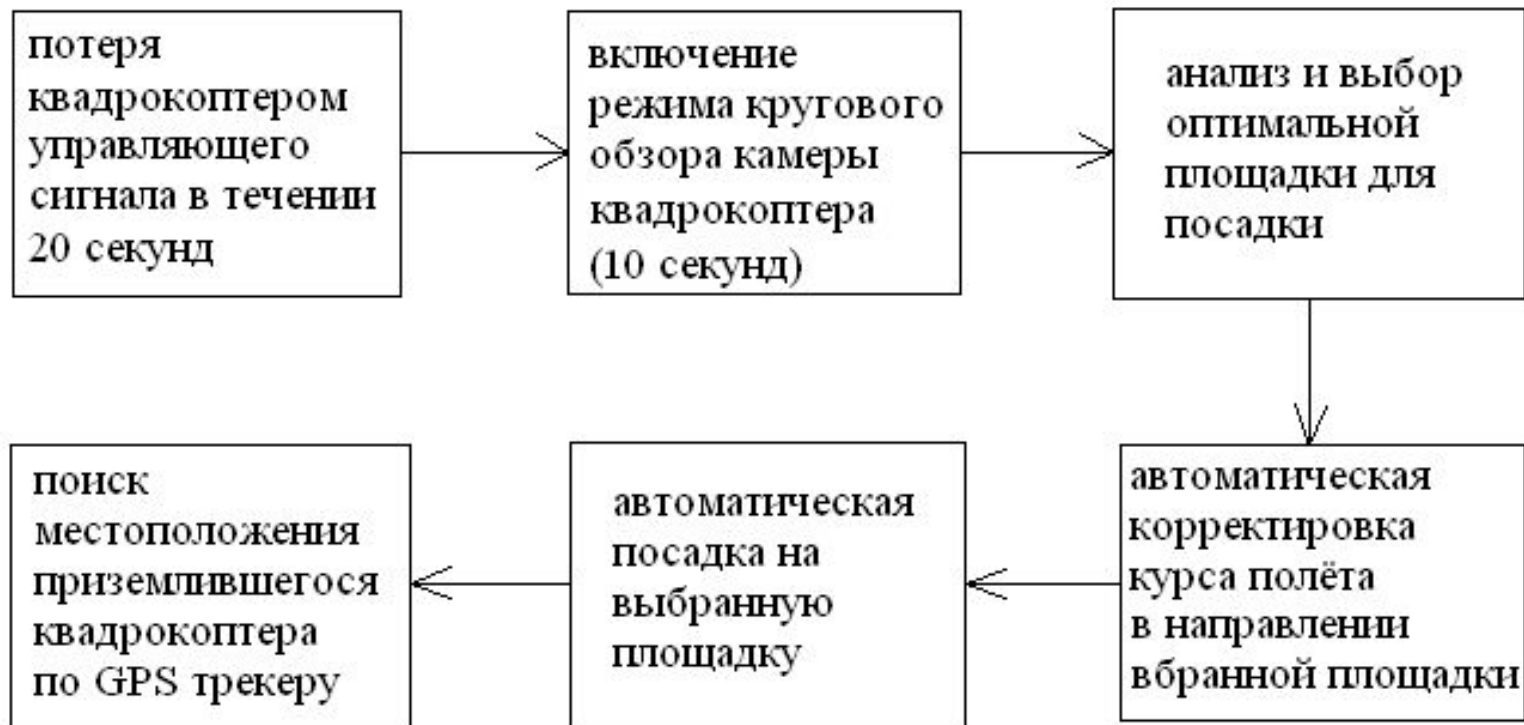 потеря
квадрокоптером
управляющего
сигнала в течении
20 секунд
включение
режима кругового
обзора камеры
квадрокоптера
(10 секунд)
анализ и выбор
оптимальной
площадки для
посадки
автоматическая
корректировка
курса полёта
в направлении
вбранной площадки
автоматическая
посадка на
выбранную
площадку
поиск
местоположения
приземлившегося
квадрокоптера
по GPS трекеру